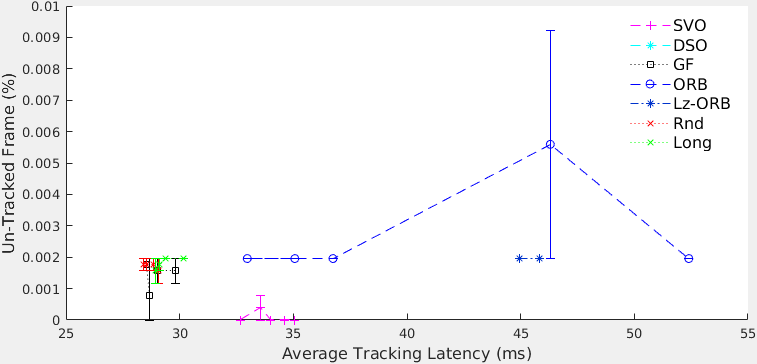 0.01
0.009
0.008
0.007
0.006
0.005
0.004
0.003
0.002
0.001
0
Un-Tracked Frame (%)
25 30 35 40 45 50 55
Average Tracking Latency (ms)
SVO
DSO
GF
ORB
Lz-ORB
Rnd
Long